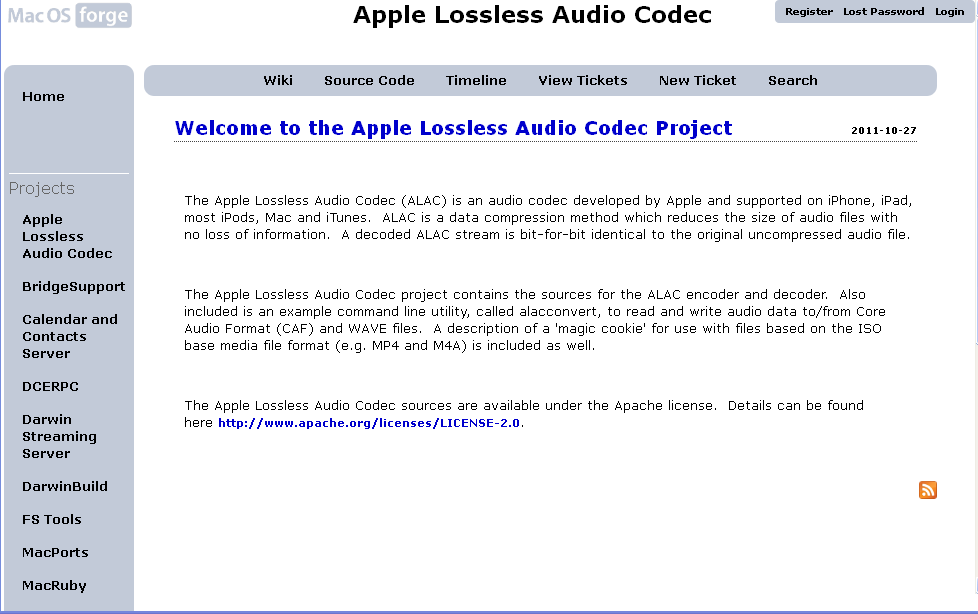 Mac OS forge
Apple Lossless Audio Codec
Register Lost Password Login
Home
Projects
Apple
Lossless
Audio Codec
BridgeSupport
Calendar and
Contacts
Server
DCERPC
Darwin
Streaming
Server
DarwinBuild
FS Tools
MacPorts
MacRuby
Wiki Source Code Timeline View Tickets New Ticket Search
Welcome to the Apple Lossless Audio Codec Project 2011-10-27
The Apple Lossless Audio Codec (ALAC) is an audio codec developed by Apple and supported on iPhone, iPad,
most iPods, Mac and iTunes. ALAC is a data compression method which reduces the size of audio files with
no loss of information. A decoded ALAC stream is bit-for-bit identical to the original uncompressed audio file.
The Apple Lossless Audio Codec project contains the sources for the ALAC encoder and decoder. Also
included is an example command line utility, called alacconvert, to read and write audio data to/from Core
Audio Format (CAF) and WAVE files. A description of a 'magic cookie' for use with files based on the ISO
base media file format (e.g. MP4 and M4A) is included as well.
The Apple Lossless Audio Codec sources are available under the Apache license. Details can be found
here http://www.apache.org/licenses/LICENSE-2.0.